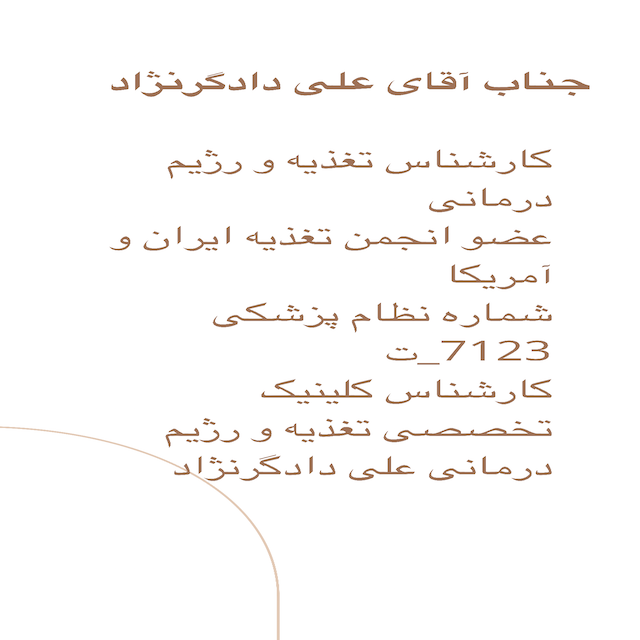 جناب آقای علی دادگرنژاد
کارشناس تغذیه و رژیم
درمانی
عضو انجمن تغذیه ایران و
آمریکا
شماره نظام پزشکی
7123_ت
کارشناس کلینیک
تخصصی تغذیه و رژیم
درمانی علی دادگرنژاد